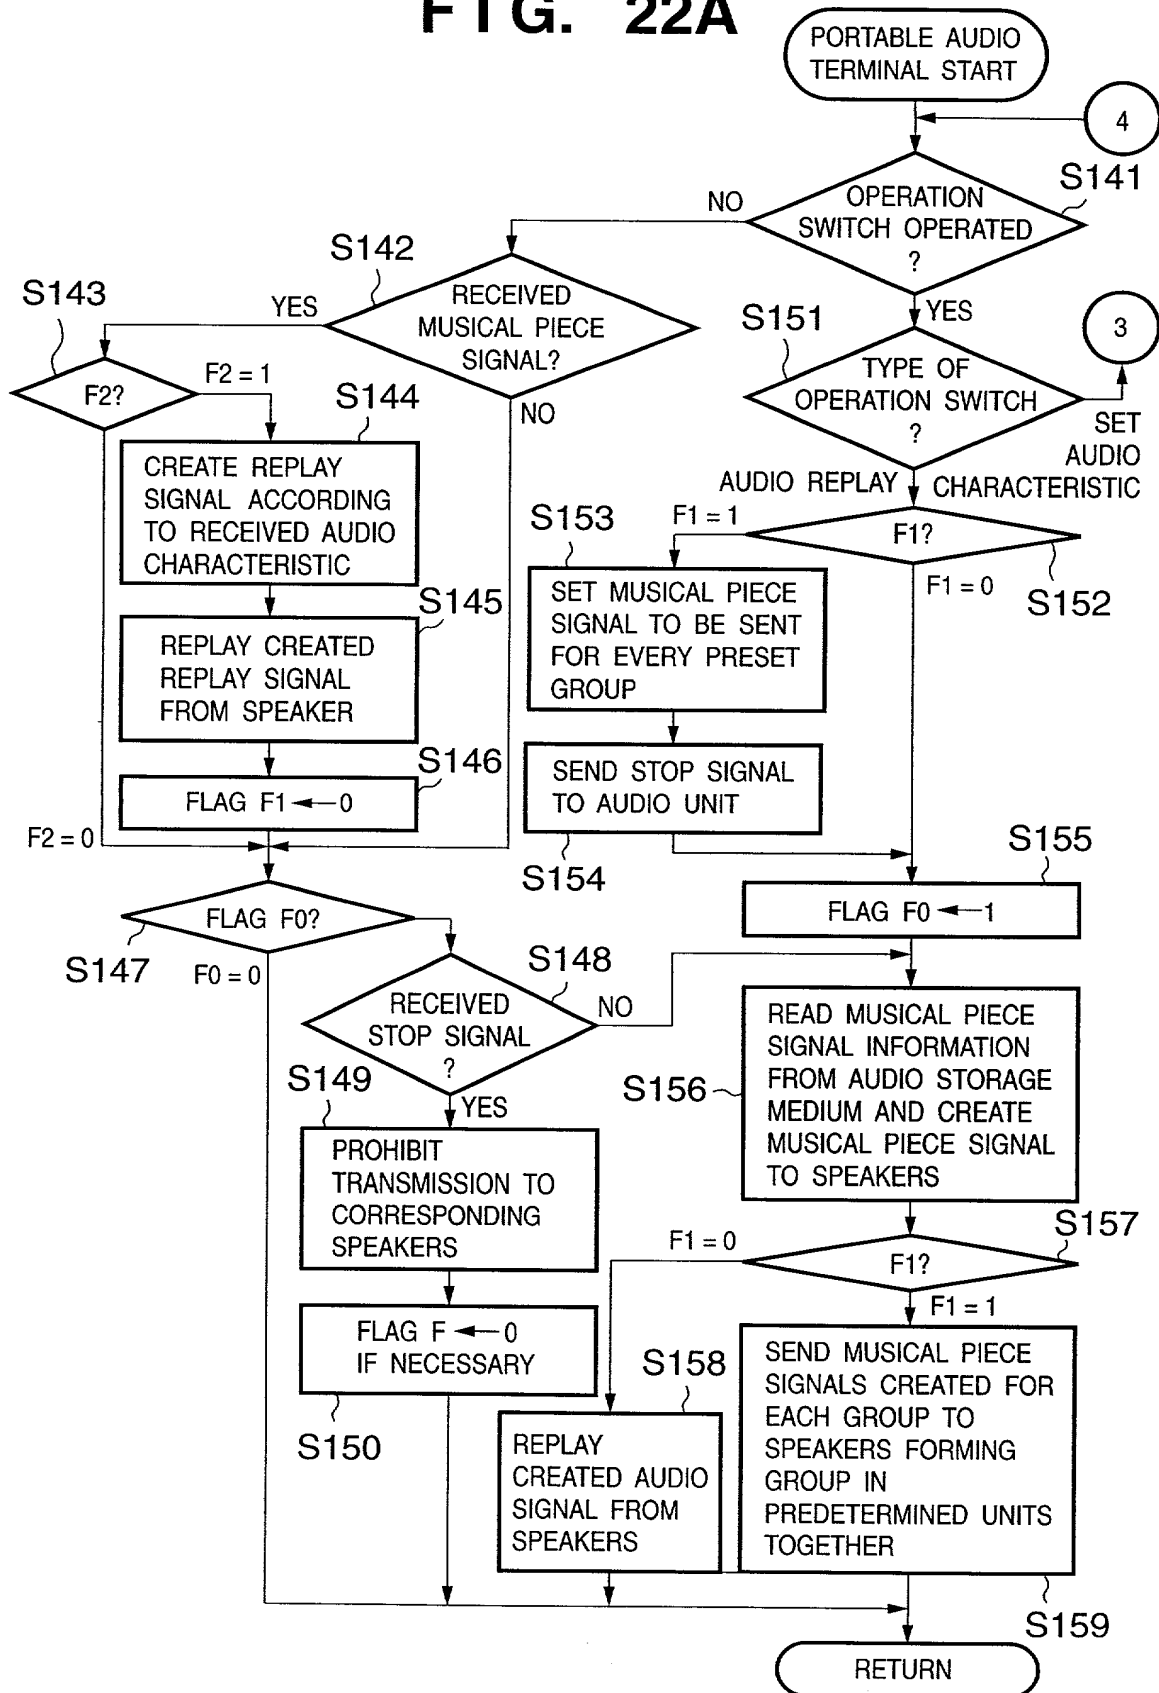 FIG. 22A
PORTABLE AUDIO
TERMINAL START
4
S141
OPERATION
SWITCH OPERATED
?
NO
YES
S142
RECEIVED
MUSICAL PIECE
SIGNAL?
YES
NO
S143
F2?
F2 = 1
F2 = 0
S144
CREATE REPLAY
SIGNAL ACCORDING
TO RECEIVED AUDIO
CHARACTERISTIC
S145
REPLAY CREATED
REPLAY SIGNAL
FROM SPEAKER
S146
FLAG F1 ← 0
S151
TYPE OF
OPERATION SWITCH
?
3
SET
AUDIO
CHARACTERISTIC
AUDIO REPLAY
S152
F1?
F1 = 1
F1 = 0
S153
SET MUSICAL PIECE
SIGNAL TO BE SENT
FOR EVERY PRESET
GROUP
SEND STOP SIGNAL
TO AUDIO UNIT
S154
S155
FLAG F0 ← 1
FLAG F0?
S147
F0 = 0
S148
RECEIVED
STOP SIGNAL
?
NO
YES
S149
PROHIBIT
TRANSMISSION TO
CORRESPONDING
SPEAKERS
FLAG F ← 0
IF NECESSARY
S150
S156
READ MUSICAL PIECE
SIGNAL INFORMATION
FROM AUDIO STORAGE
MEDIUM AND CREATE
MUSICAL PIECE SIGNAL
TO SPEAKERS
S157
F1?
F1 = 0
F1 = 1
S158
REPLAY
CREATED AUDIO
SIGNAL FROM
SPEAKERS
SEND MUSICAL PIECE
SIGNALS CREATED FOR
EACH GROUP TO
SPEAKERS FORMING
GROUP IN
PREDETERMINED UNITS
TOGETHER
S159
RETURN